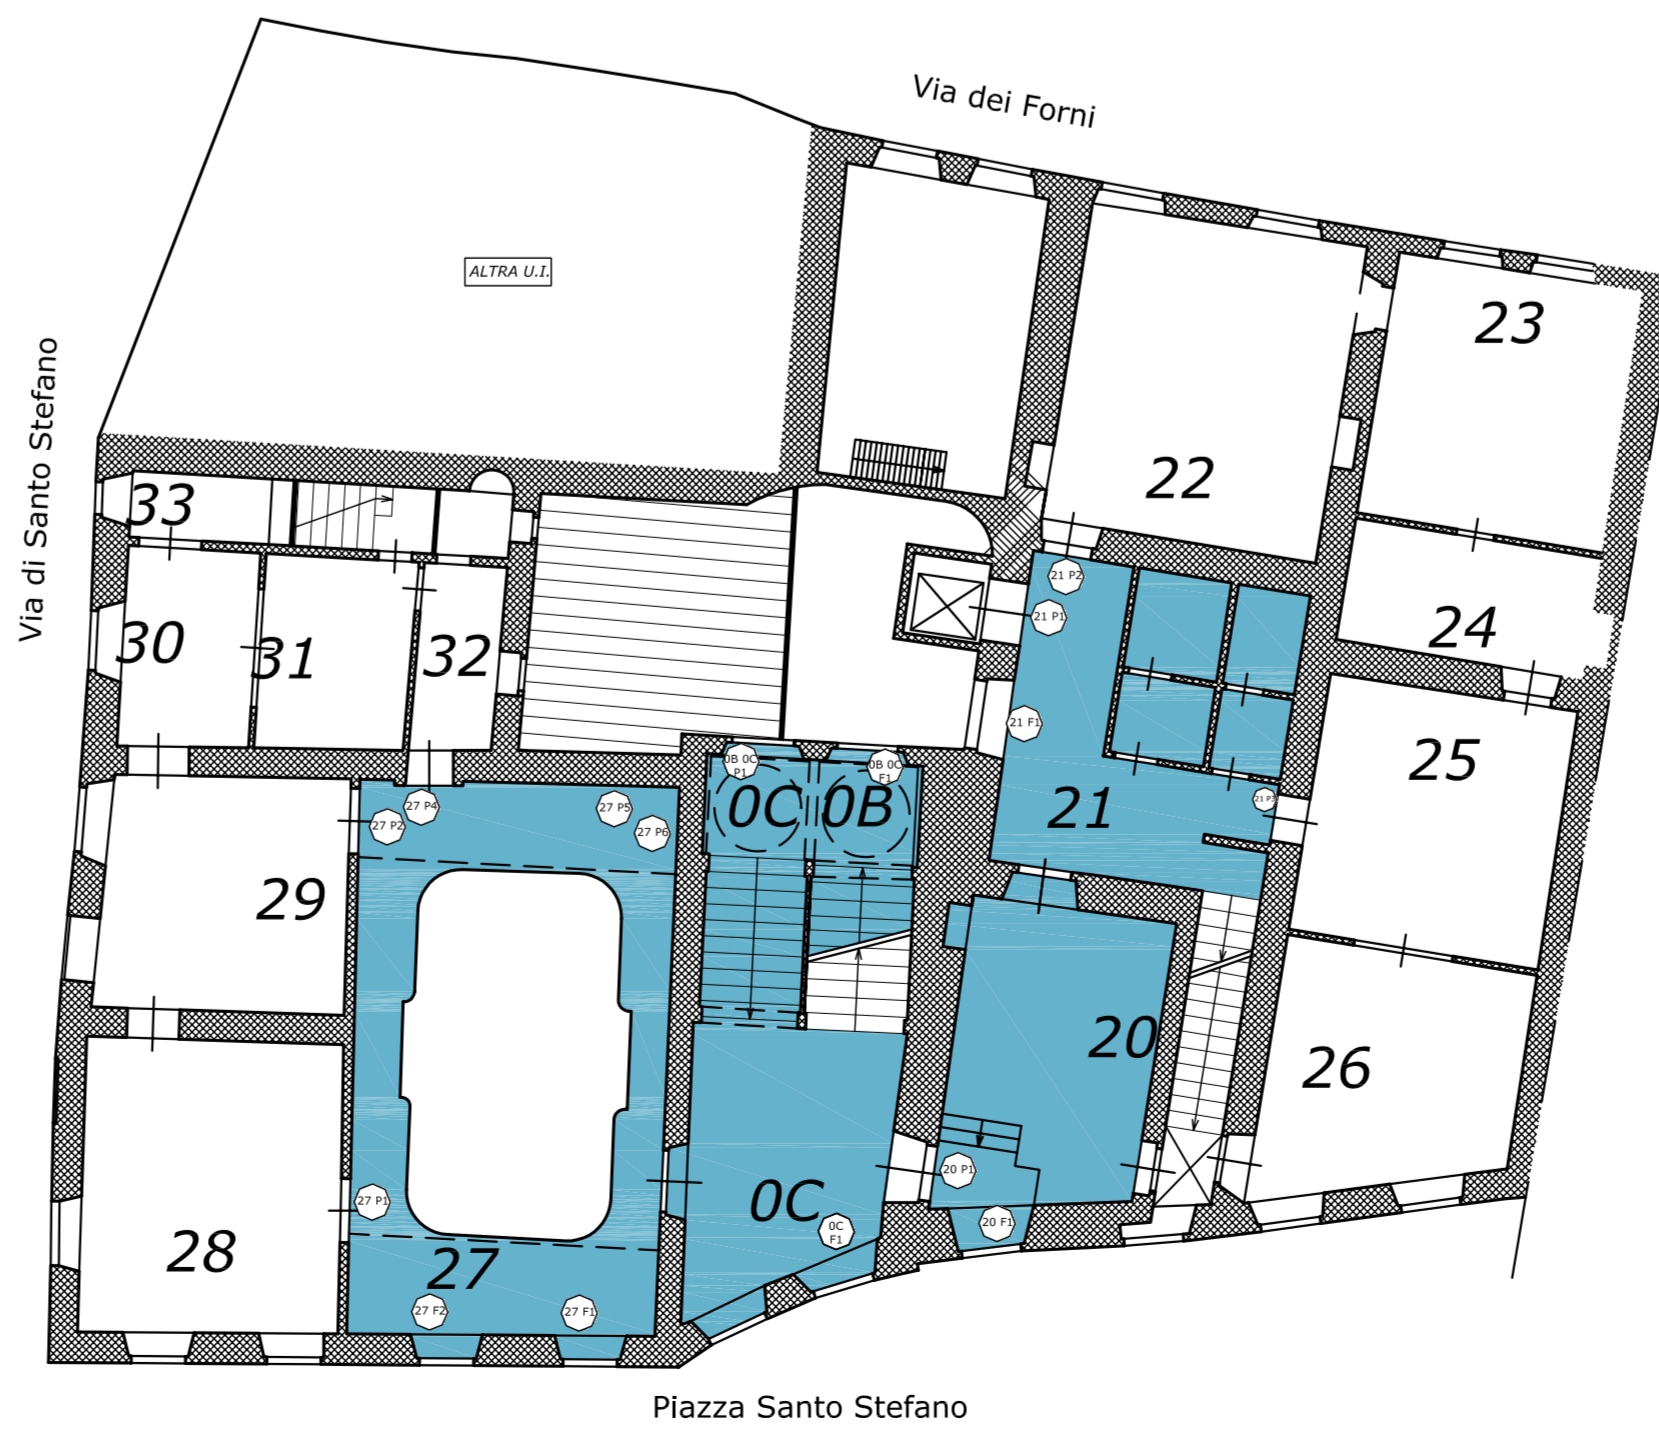 Via dei Forni
ALTRA U.I.
23
Via di Santo Stefano
22
33
21 P2
21 P1
24
30
31
32
21 F1
25
0B 0C
P1
0B 0C
F1
0C
0B
21
21 P3
27 P4
27 P2
27 P5
27 P6
29
20
26
20 P1
27 P1
0C
0C
F1
20 F1
28
27
27 F2
27 F1
Piazza Santo Stefano